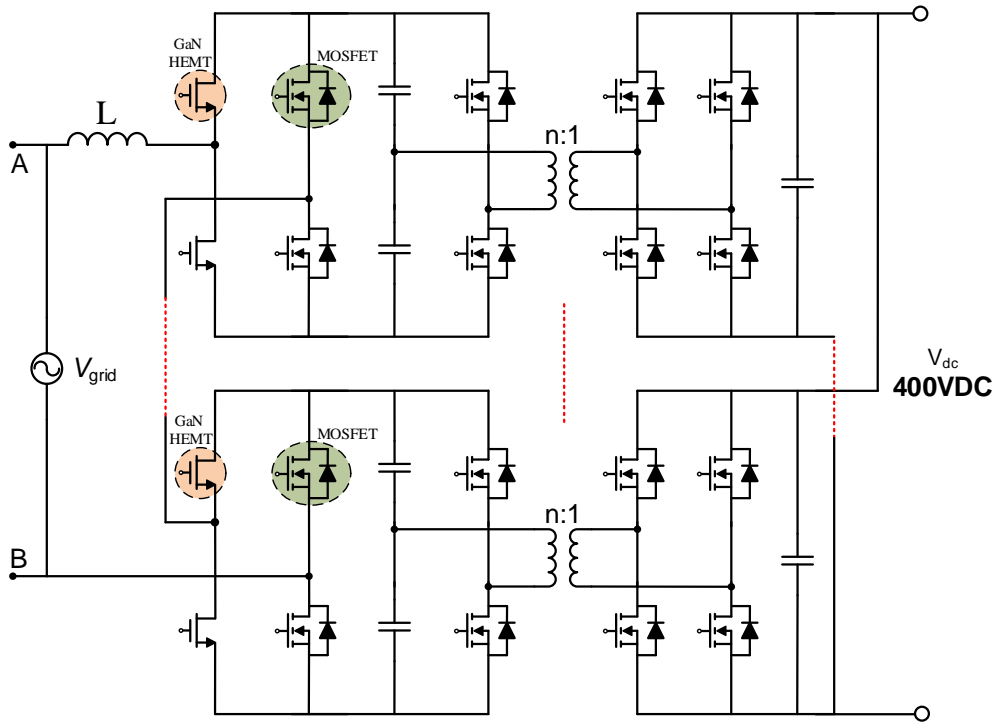 GaN
HEMT
MOSFET
L
A
n:1
V_grid
V_dc
400VDC
GaN
HEMT
MOSFET
n:1
B